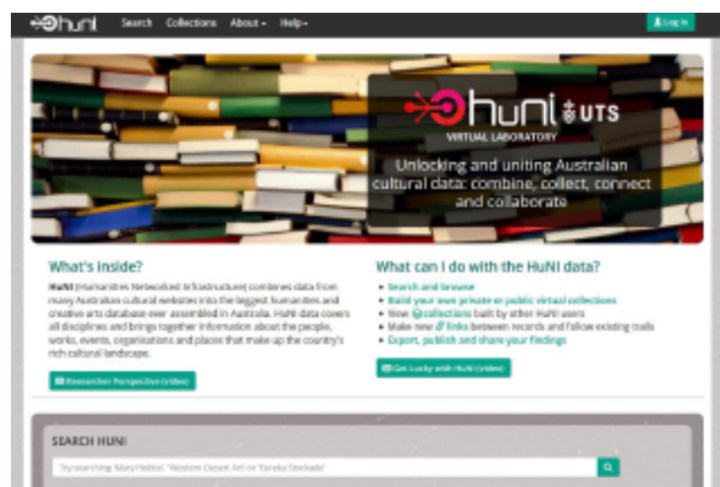 huni Search Collections About Help Log In
huni UTS
VIRTUAL LABORATORY
Unlocking and uniting Australian
cultural data: combine, collect, connect
and collaborate
What's inside?
HuNI (Humanities Networked Infrastructure) combines data from
many Australian cultural websites into the biggest humanities and
creative arts database ever assembled in Australia. HuNI data covers
all disciplines and brings together information about the people,
works, events, organisations and places that make up the country's
rich cultural landscape.
Researcher Perspective (video)
What can I do with the HuNI data?
Search and browse
Build your own private or public virtual collections
View collections built by other HuNI users
Make new links between records and follow existing trails
Export, publish and share your findings
Get Lucky with HuNI (video)
SEARCH HUNI
Try searching 'Mary Hobbs', 'Western Desert Art' or 'Eureka Stockade'